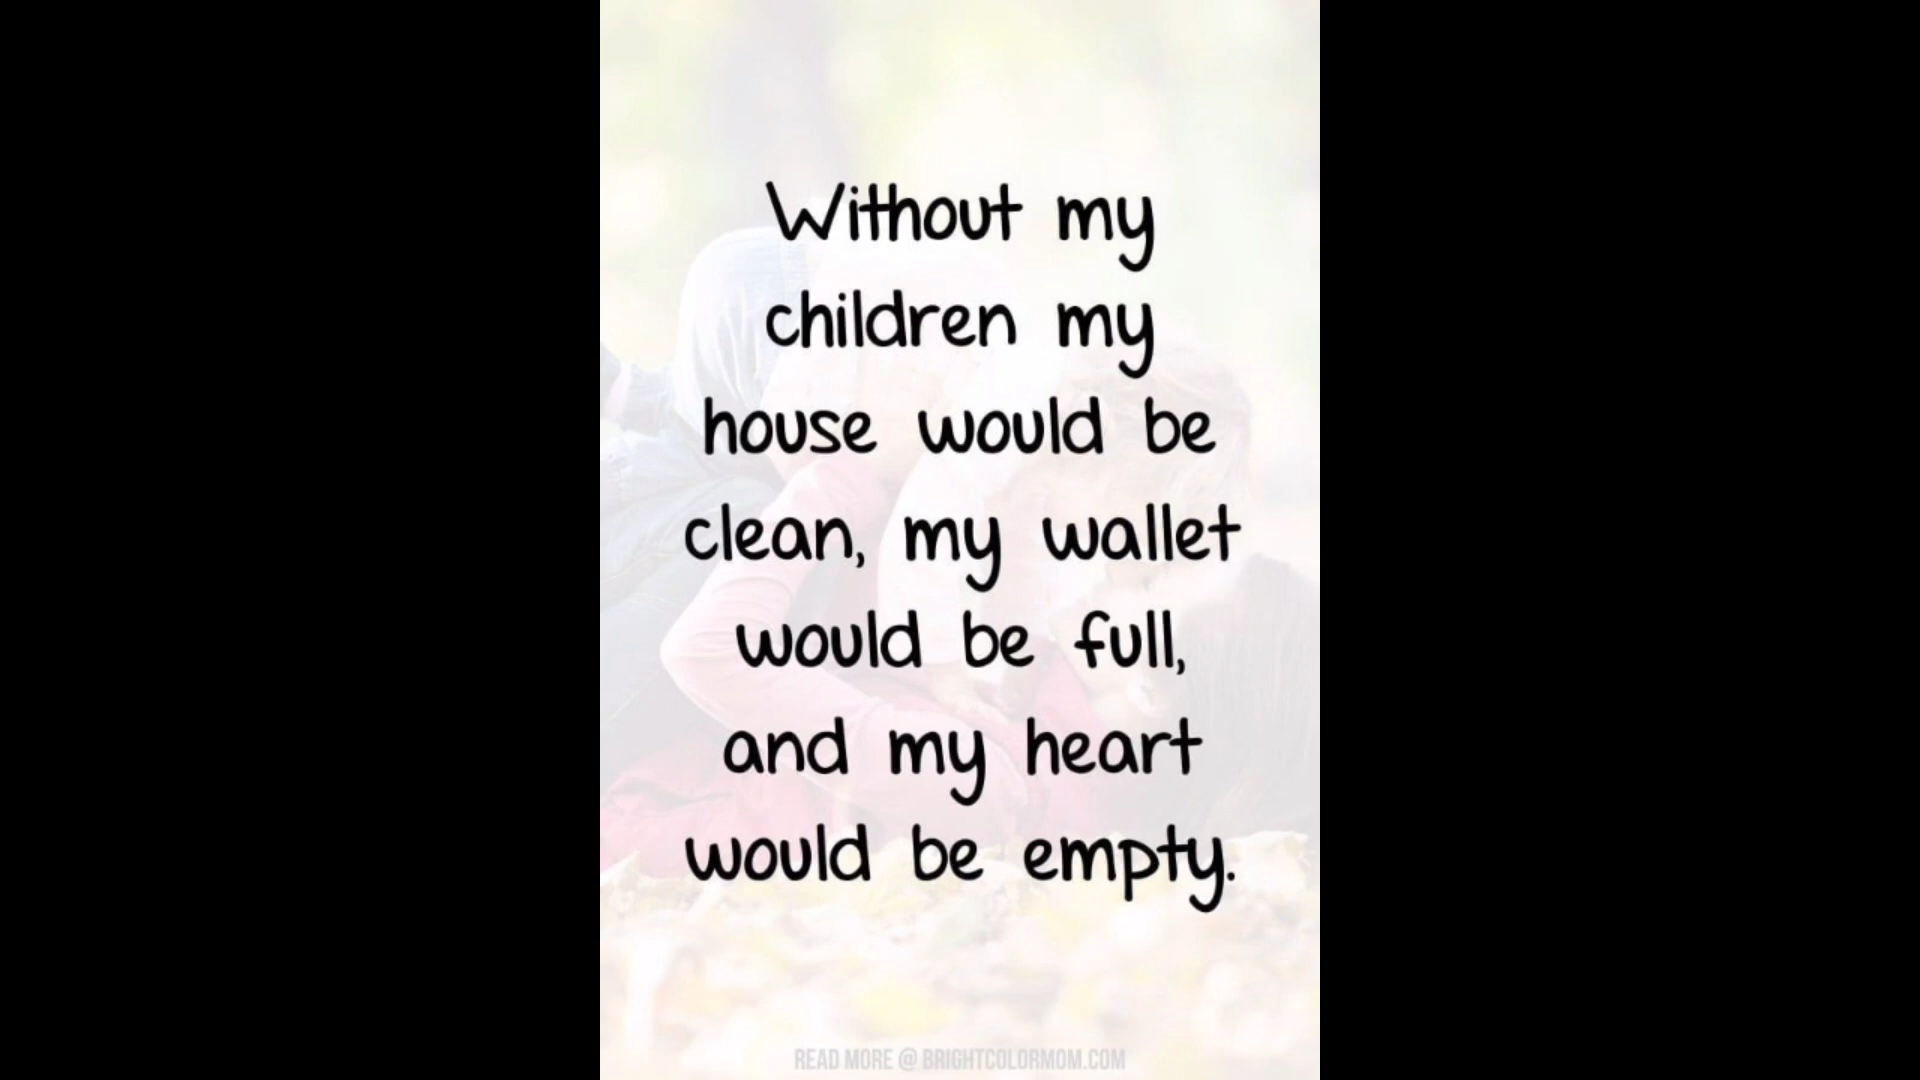 Without my
children my
house would be
clean, my wallet
would be full,
and my heart
would be empty.
READ MORE @ BRIGHTCOLORMOM.COM